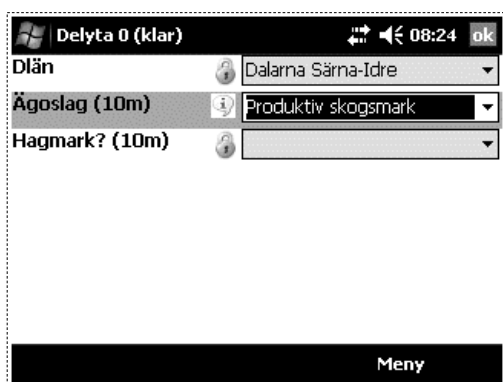 Delyta 0 (klar) 08:24 ok
Dlän Dalarna Särna-Idre
Ägoslag (10m) Produktiv skogsmark
Hagmark? (10m)
Meny